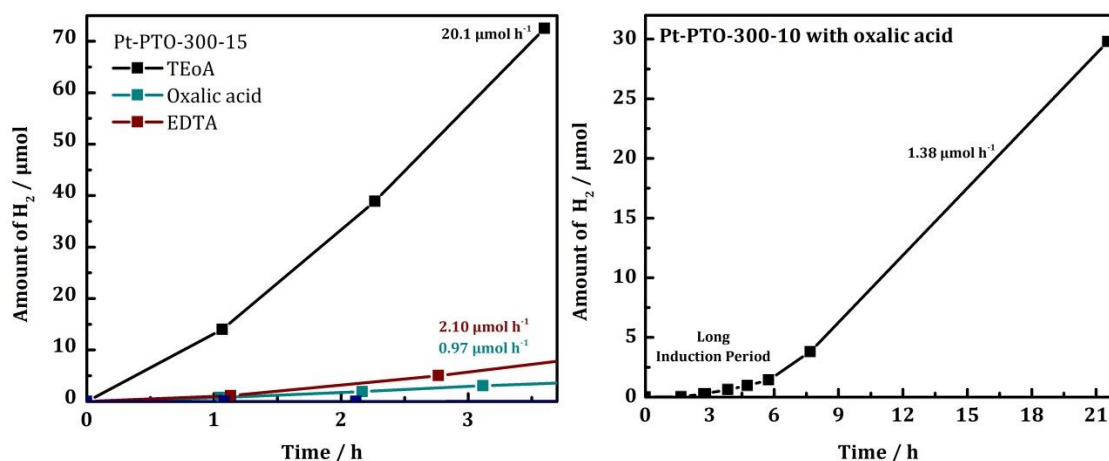 Pt-PTO-300-15
TEoA
Oxalic acid
EDTA
20.1 μmol h⁻¹
2.10 μmol h⁻¹
0.97 μmol h⁻¹
Amount of H₂ / μmol
70
60
50
40
30
20
10
0
0
1
2
3
Time / h
Pt-PTO-300-10 with oxalic acid
1.38 μmol h⁻¹
Long
Induction Period
Amount of H₂ / μmol
30
25
20
15
10
5
0
0
3
6
9
12
15
18
21
Time / h